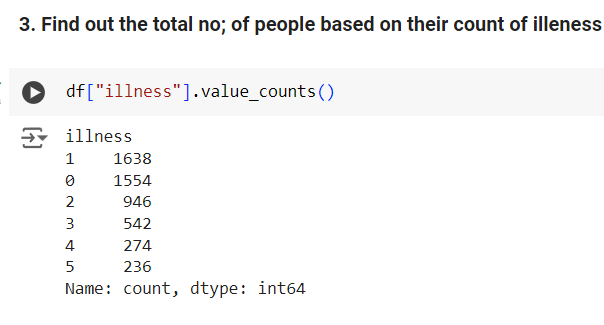 3. Find out the total no; of people based on their count of illeness
df["illness"].value_counts()
illness
1 1638
0 1554
2 946
3 542
4 274
5 236
Name: count, dtype: int64